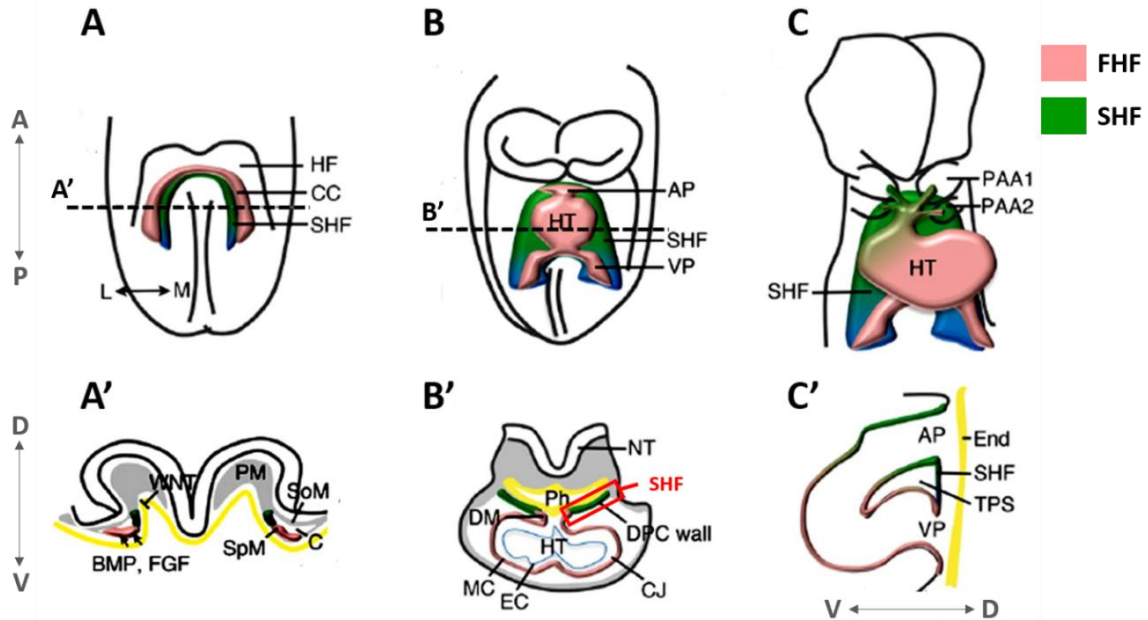 A
B
C
FHF
SHF
A
P
A'
HF
CC
SHF
L
M
B'
AP
HT
SHF
VP
PAA1
PAA2
HT
SHF
A'
B'
C'
D
V
WNT
PM
SoM
SpM
C
BMP, FGF
NT
SHF
Ph
DM
DPC wall
HT
MC
EC
CJ
AP
End
SHF
TPS
VP
V
D